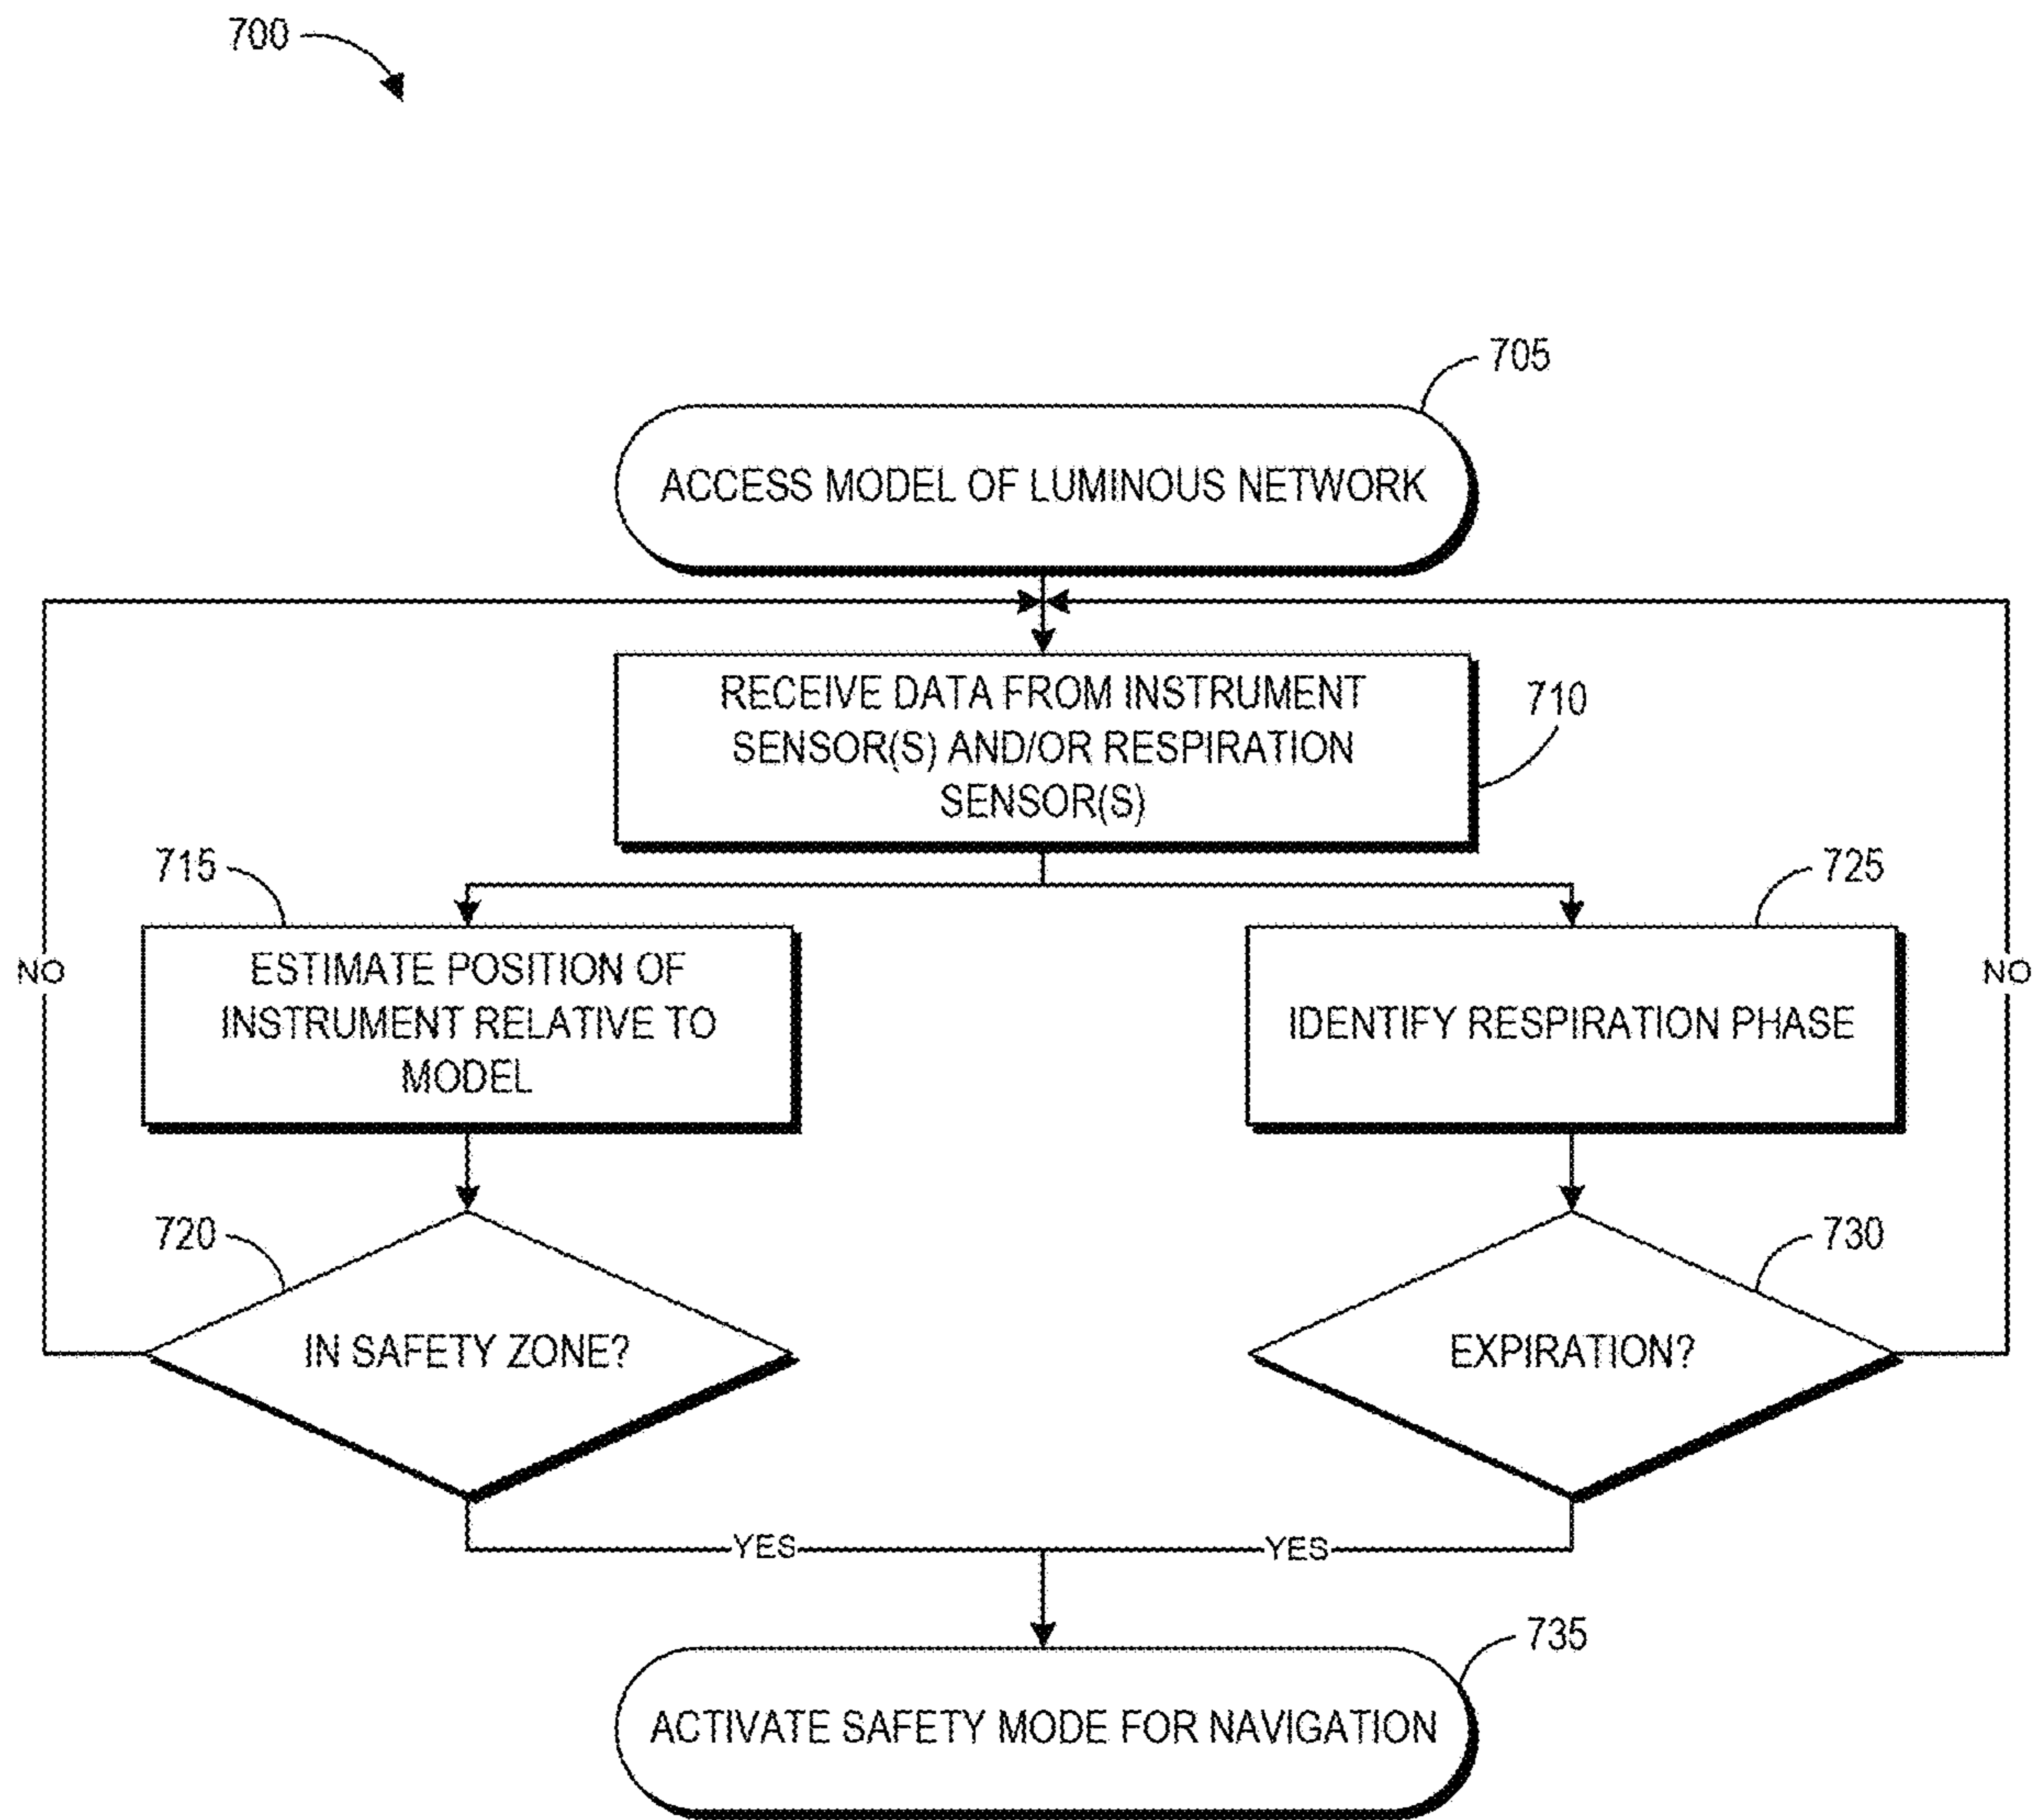 700
705
ACCESS MODEL OF LUMINOUS NETWORK
RECEIVE DATA FROM INSTRUMENT
SENSOR(S) AND/OR RESPIRATION
SENSOR(S)
710
715
725
NO
ESTIMATE POSITION OF
INSTRUMENT RELATIVE TO
MODEL
IDENTIFY RESPIRATION PHASE
NO
720
730
IN SAFETY ZONE?
EXPIRATION?
YES
YES
735
ACTIVATE SAFETY MODE FOR NAVIGATION